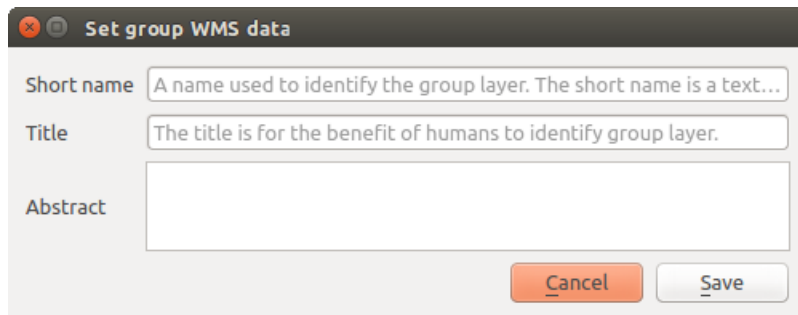 Set group WMS data
Short name A name used to identify the group layer. The short name is a text...
Title The title is for the benefit of humans to identify group layer.
Abstract
Cancel Save